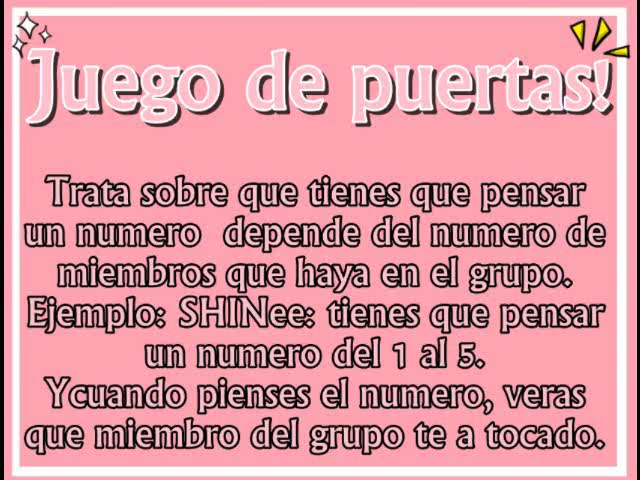 Juego de puertas!
Trata sobre que tienes que pensar
un numero depende del numero de
miembros que haya en el grupo.
Ejemplo: SHINee: tienes que pensar
un numero del 1 al 5.
Ycuando pienses el numero, veras
que miembro del grupo te a tocado.